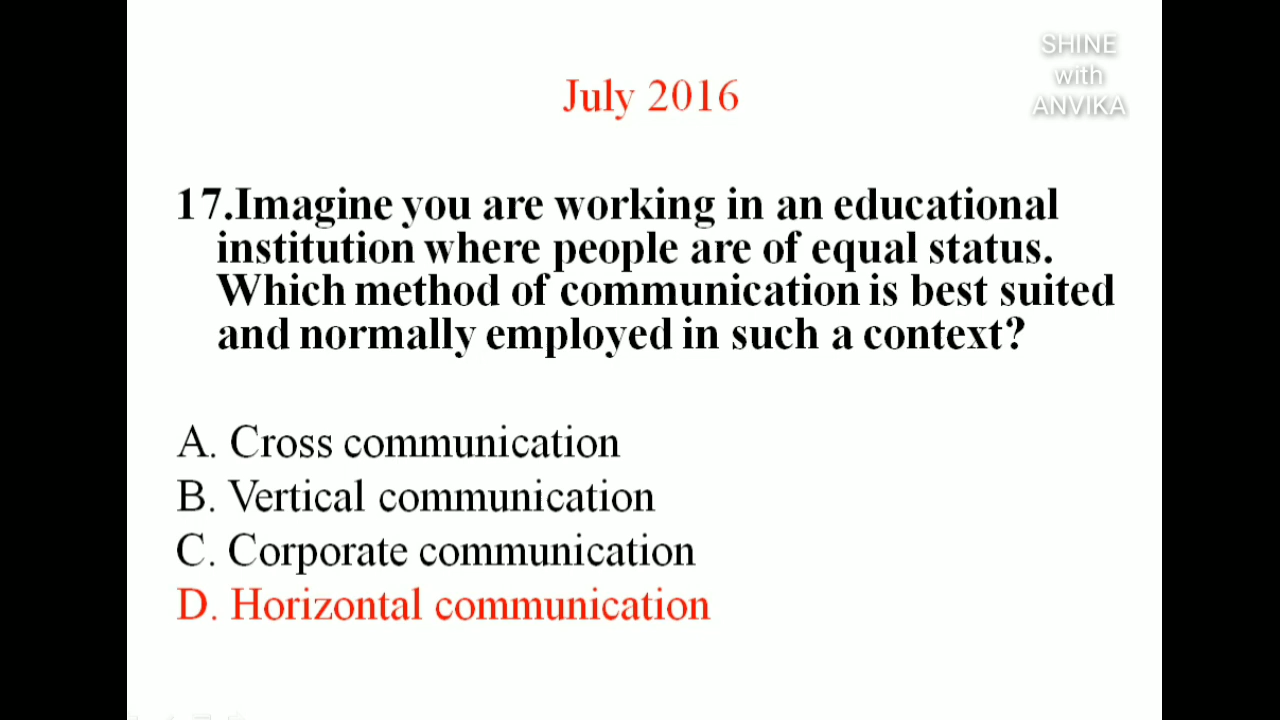 SHINE
with
ANVIKA
July 2016
17.Imagine you are working in an educational
institution where people are of equal status.
Which method of communication is best suited
and normally employed in such a context?
A. Cross communication
B. Vertical communication
C. Corporate communication
D. Horizontal communication